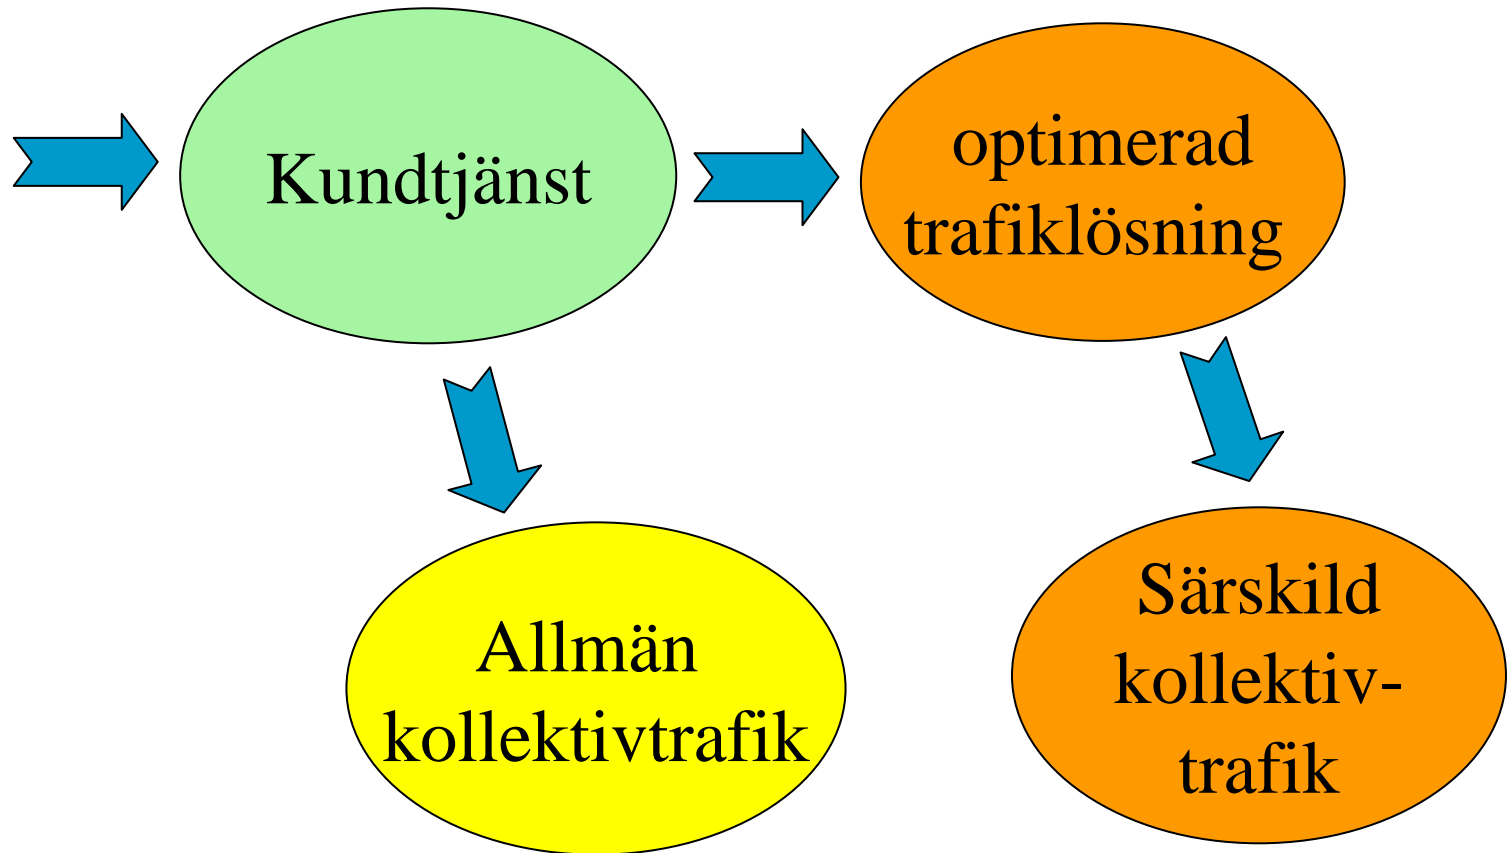 Kundtjänst
optimerad
trafiklösning
Allmän
kollektivtrafik
Särskild
kollektiv-
trafik